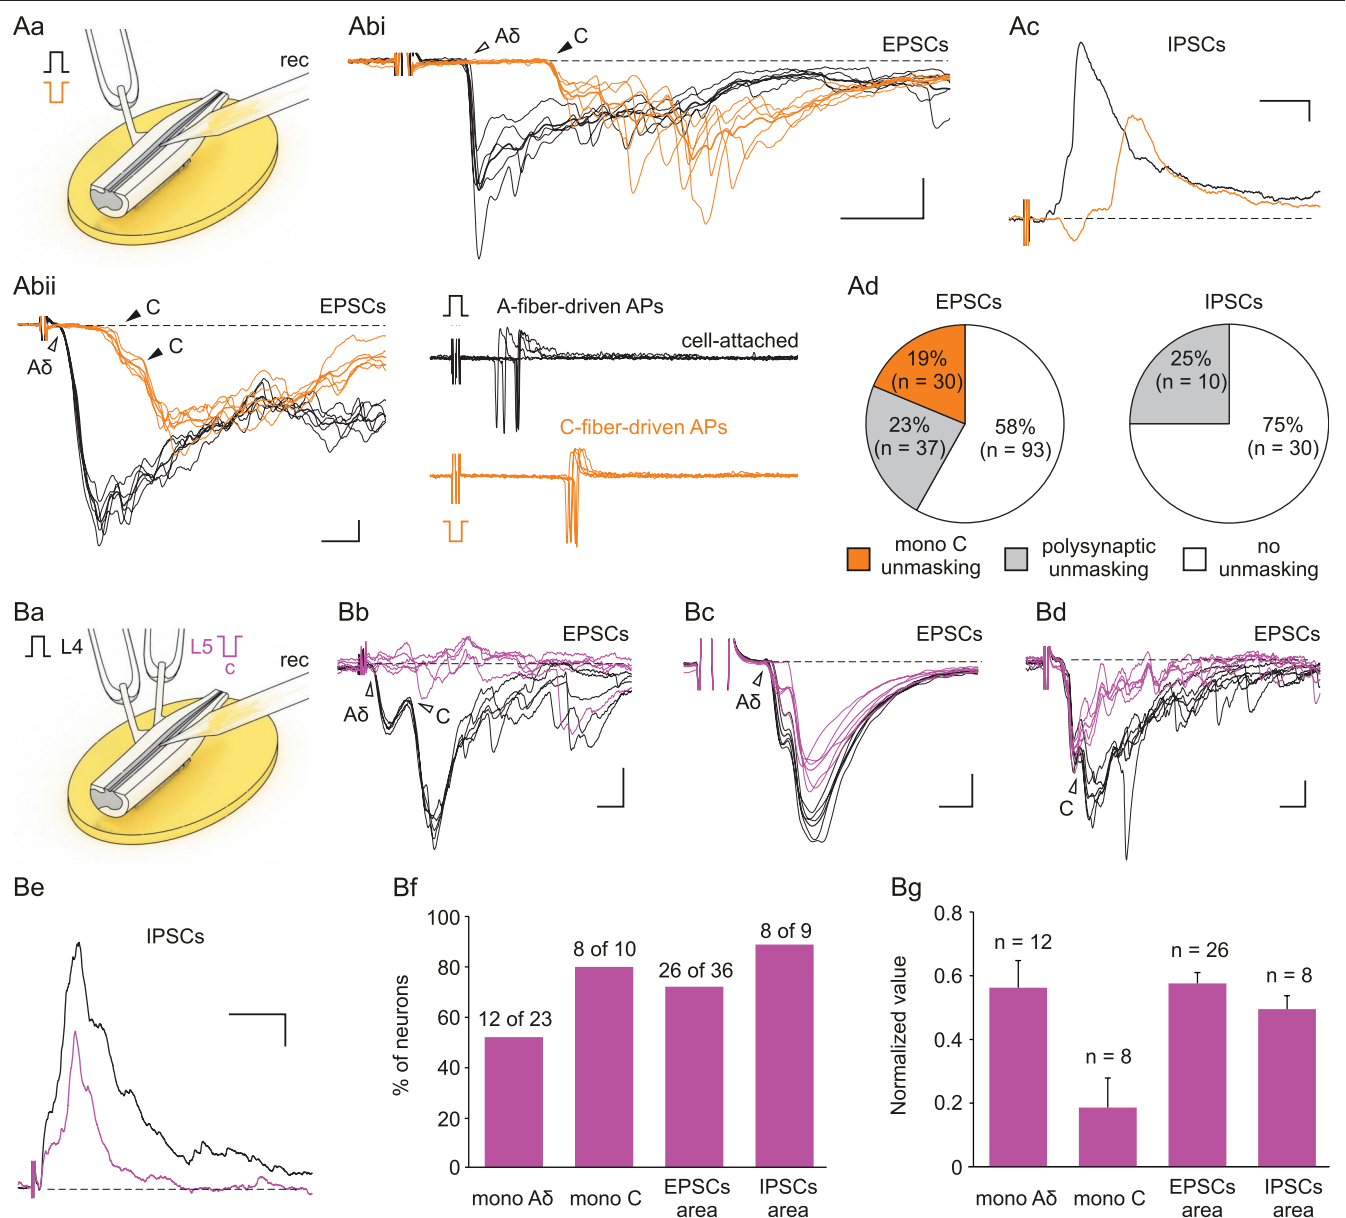 Aa
rec
Abi
Aδ
C
EPSCs
Ac
IPSCs
Abii
EPSCs
C
C
Aδ
A-fiber-driven APs
cell-attached
C-fiber-driven APs
Ad
EPSCs
IPSCs
19%
(n = 30)
23%
(n = 37)
58%
(n = 93)
25%
(n = 10)
75%
(n = 30)
mono C
unmasking
polysynaptic
unmasking
no
unmasking
Ba
L4
L5
c
rec
Bb
EPSCs
Aδ
C
Bc
EPSCs
Aδ
Bd
EPSCs
C
Be
IPSCs
Bf
% of neurons
100
80
60
40
20
0
12 of 23
8 of 10
26 of 36
8 of 9
mono Aδ
mono C
EPSCs
area
IPSCs
area
Bg
Normalized value
0.8
0.6
0.4
0.2
0
n = 12
n = 8
n = 26
n = 8
mono Aδ
mono C
EPSCs
area
IPSCs
area